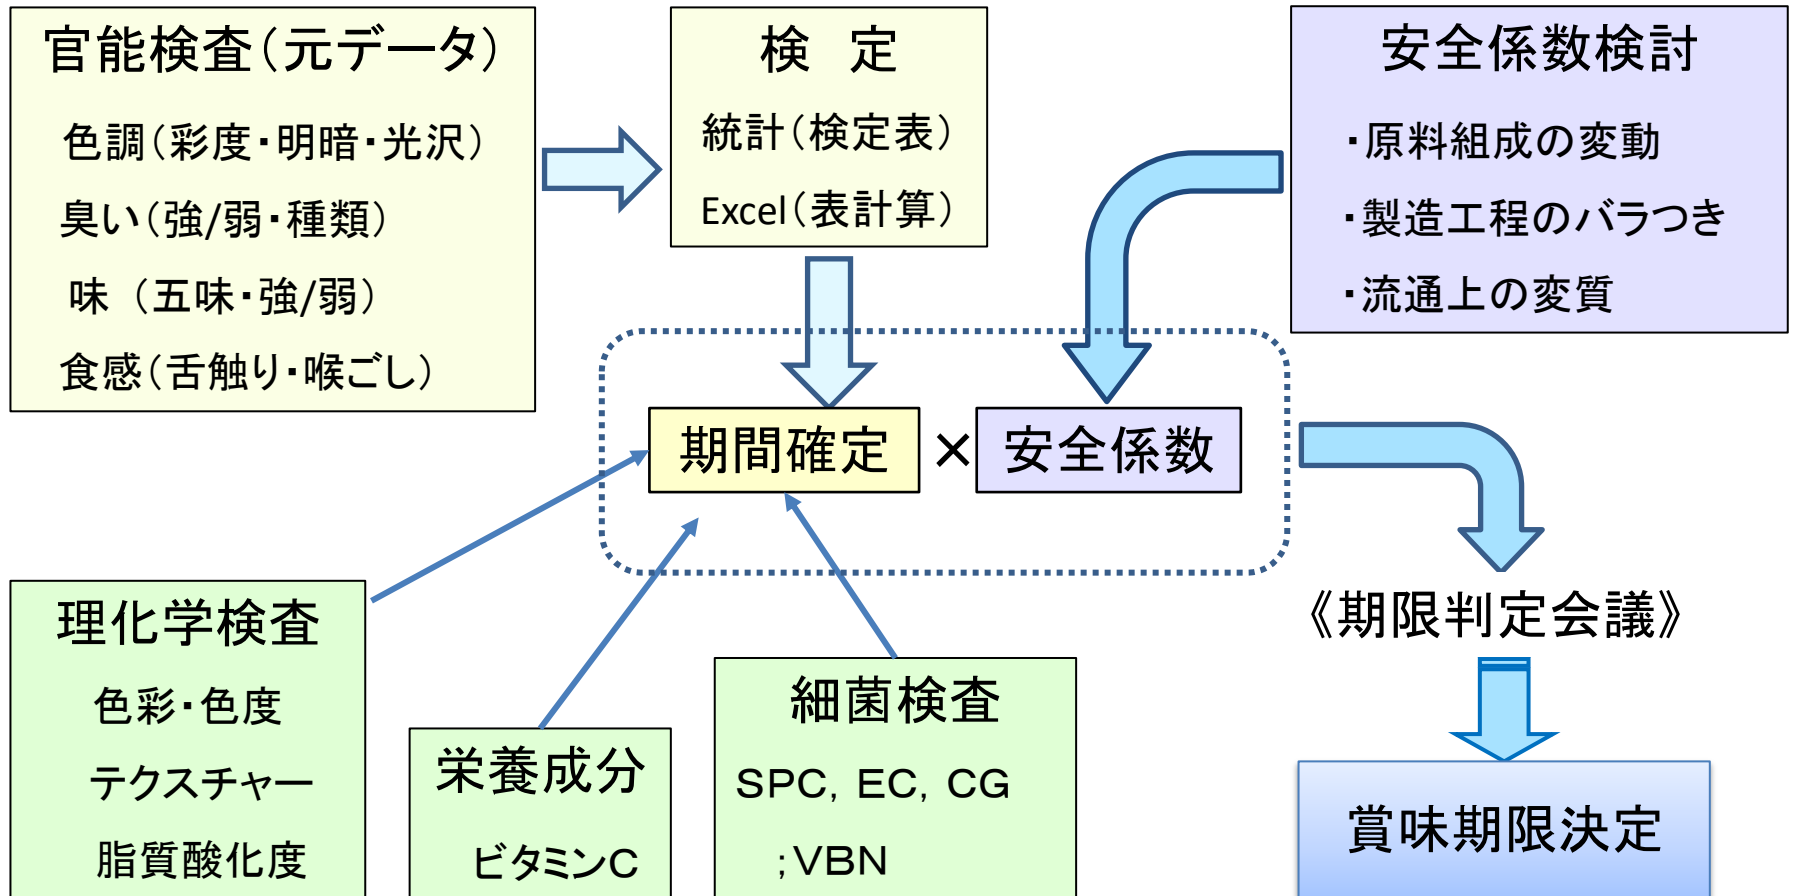 官能検査（元データ）
色調（彩度・明暗・光沢）
臭い（強/弱・種類）
味 （五味・強/弱）
食感（舌触り・喉ごし）
検　定
統計（検定表）
Excel（表計算）
安全係数検討
・原料組成の変動
・製造工程のバラつき
・流通上の変質
期間確定 × 安全係数
《期限判定会議》
賞味期限決定
理化学検査
色彩・色度
テクスチャー
脂質酸化度
栄養成分
ビタミンC
細菌検査
SPC, EC, CG
;VBN